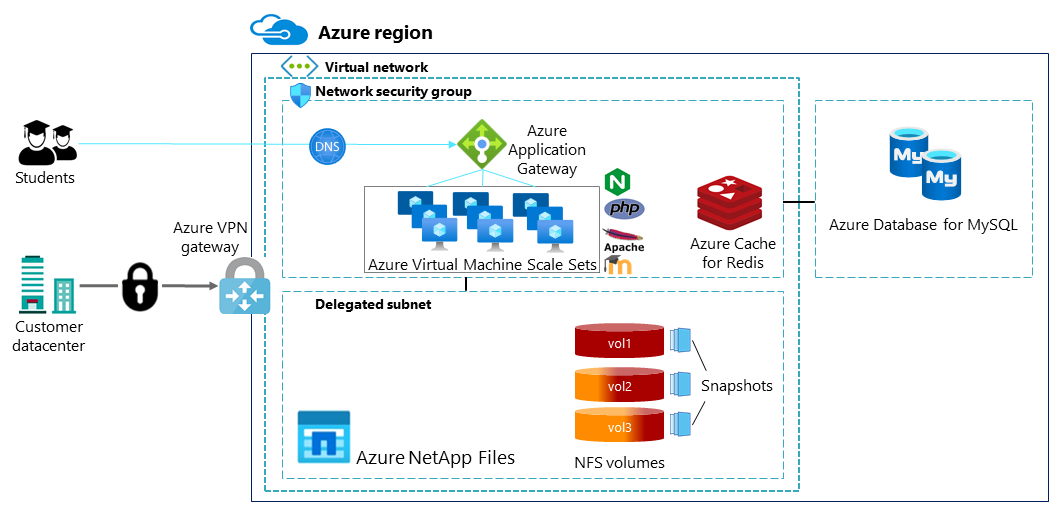 Azure region
Virtual network
Network security group
Students
DNS
Azure
Application
Gateway
N
php
Apache
m
Azure Virtual Machine Scale Sets
Azure Cache
for Redis
My
My
Azure Database for MySQL
Azure VPN
gateway
Customer
datacenter
Delegated subnet
vol1
vol2
vol3
Snapshots
NFS volumes
Azure NetApp Files